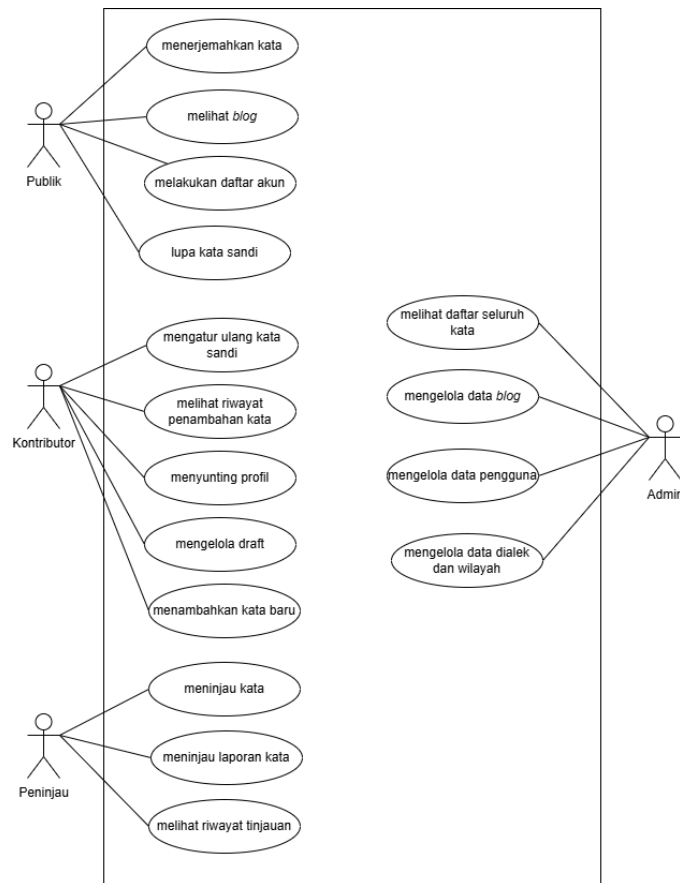 menerjemahkan kata
melihat blog
Publik
melakukan daftar akun
lupa kata sandi
mengatur ulang kata
sandi
melihat riwayat
penambahan kata
Kontributor
menyunting profil
mengelola draft
menambahkan kata baru
meninjau kata
meninjau laporan kata
Peninjau
melihat riwayat tinjauan
melihat daftar seluruh
kata
mengelola data blog
mengelola data pengguna
Admin
mengelola data dialek
dan wilayah